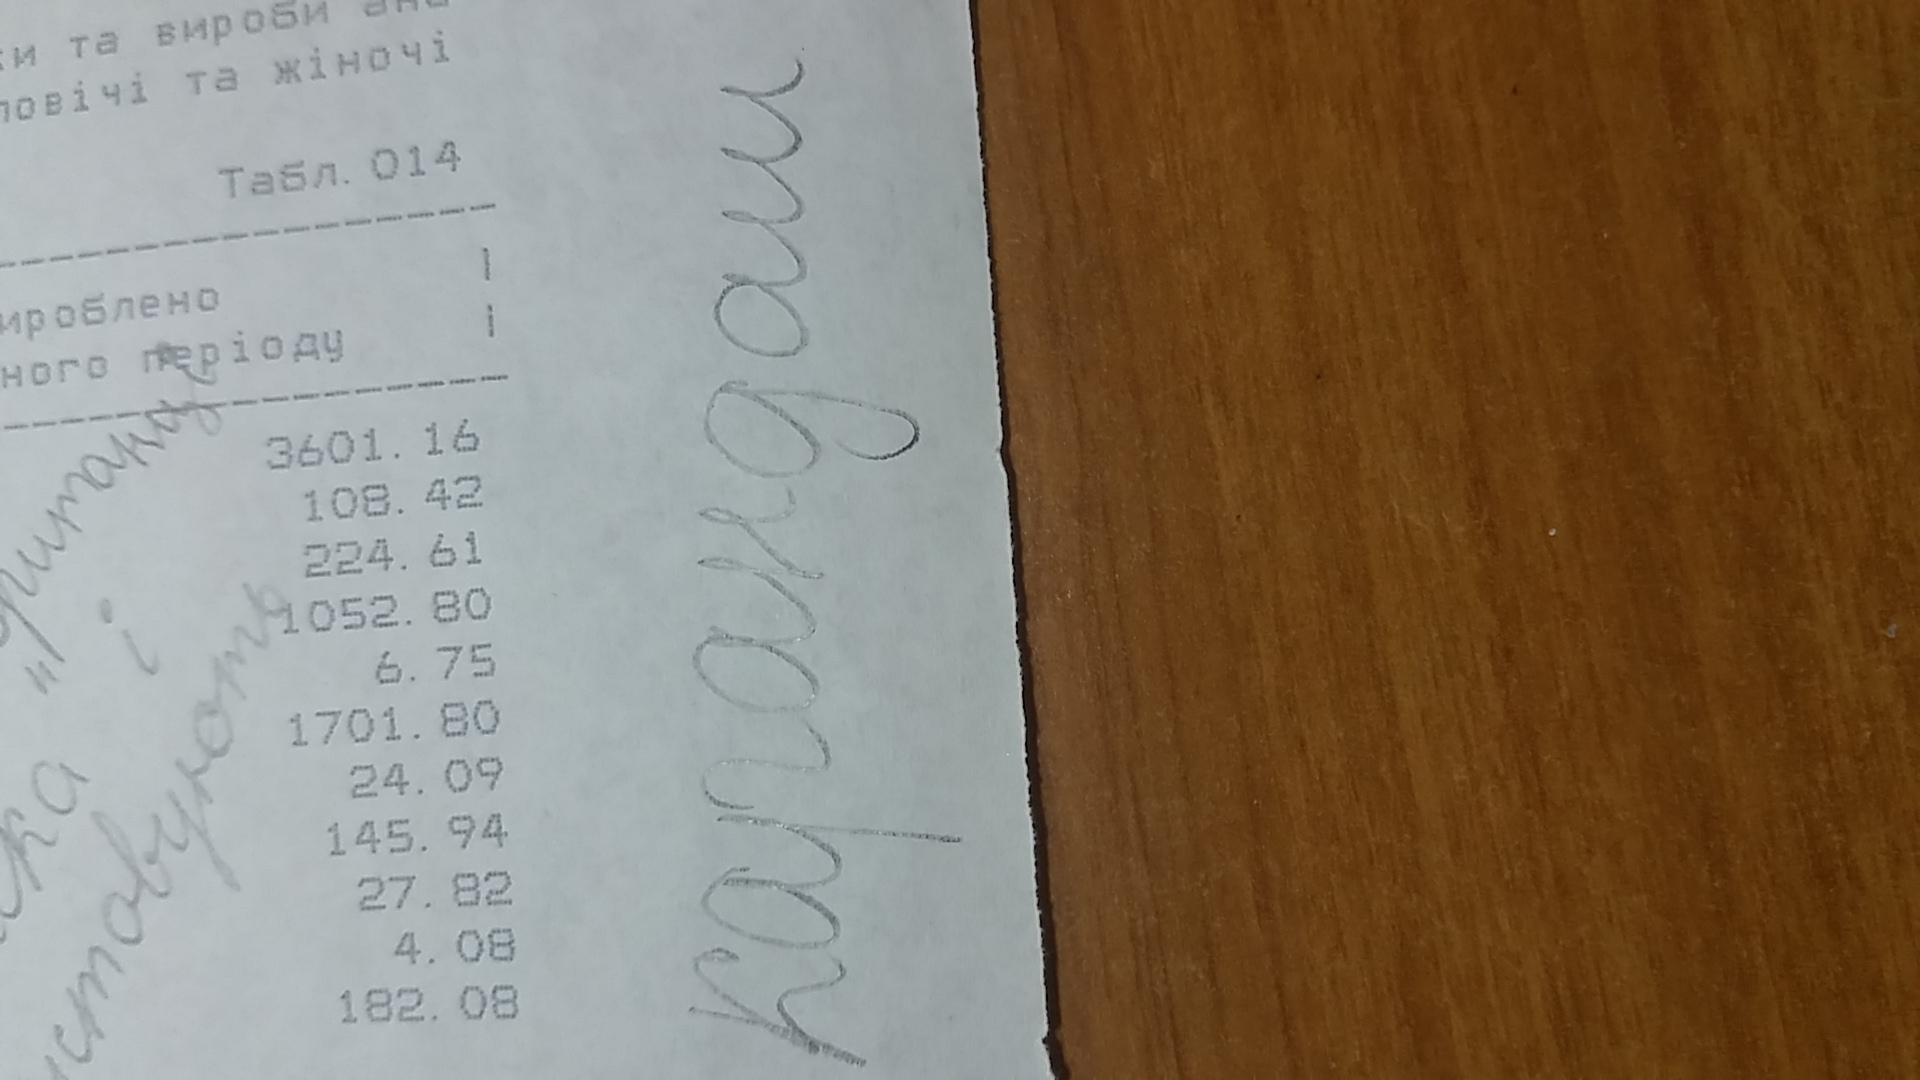 ки та вироби
ловічі та жіночі
Табл. 014
ироблено
ного періоду
3601.16
108.42
224.61
1052.80
6.75
1701.80
24.09
145.94
27.82
4.08
182.08
і
карандаш